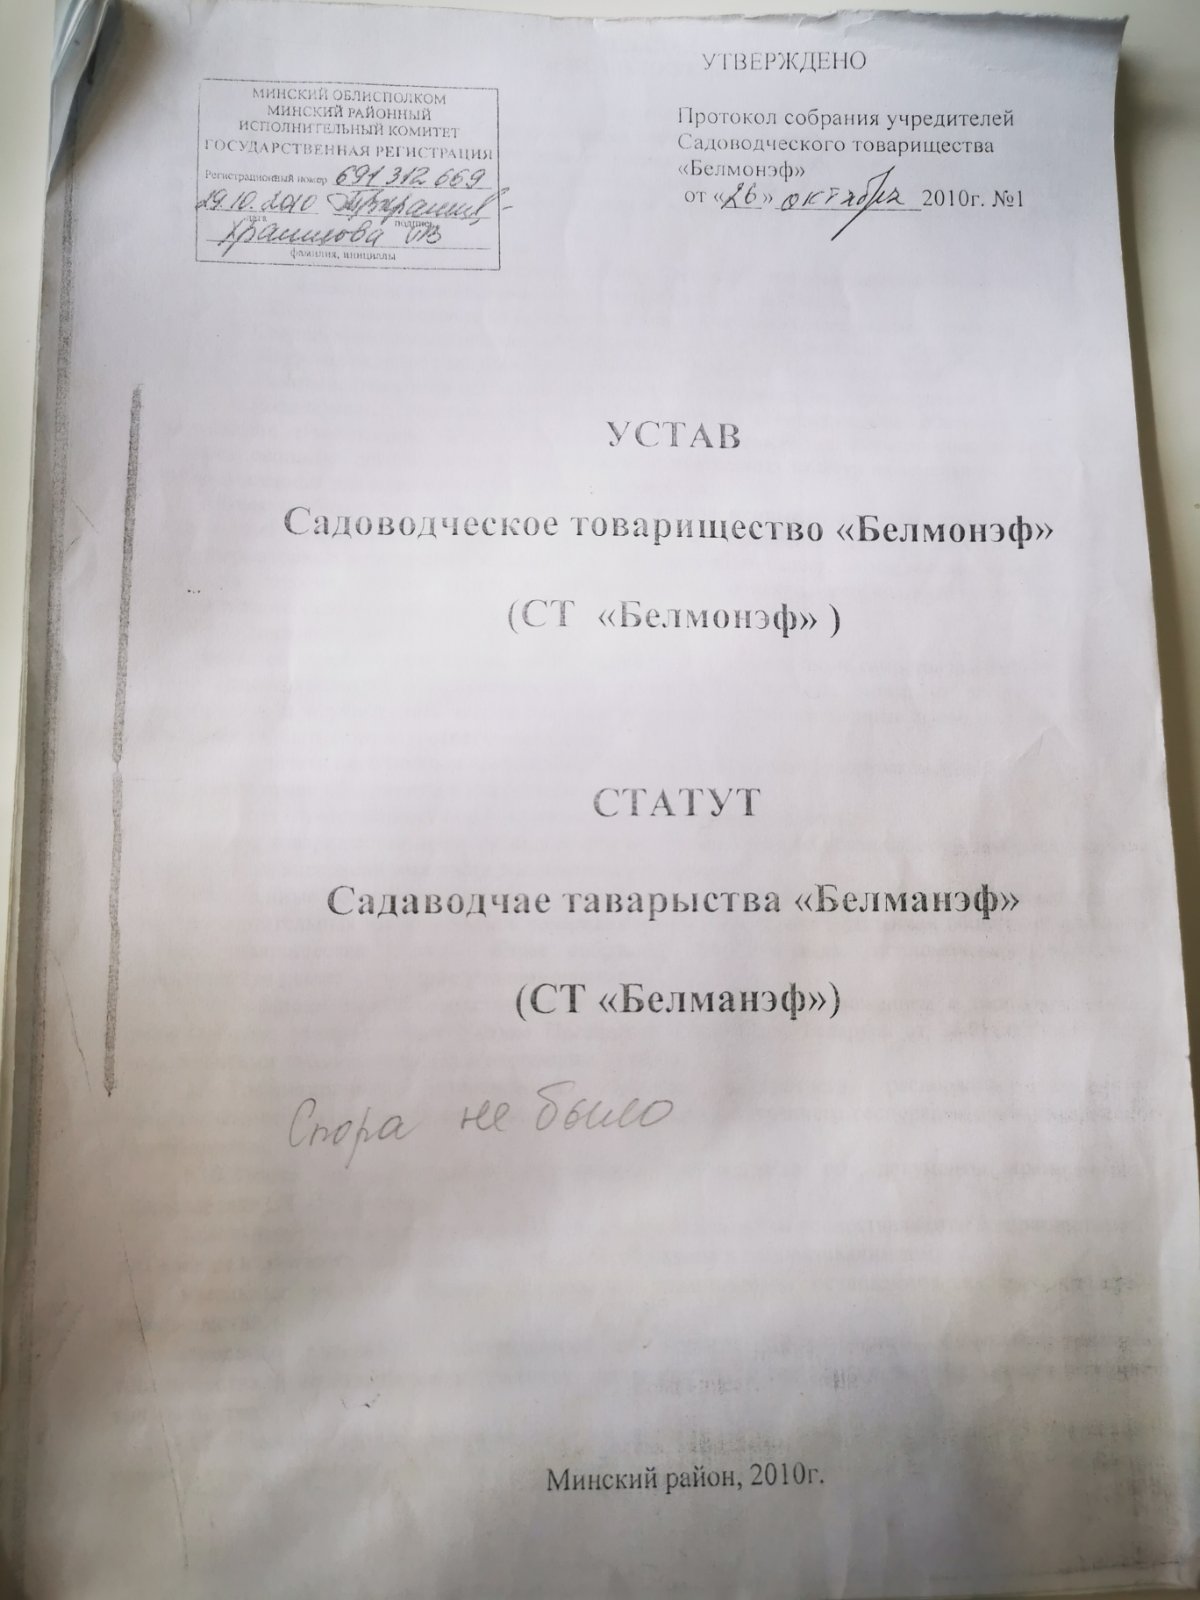 УТВЕРЖДЕНО
МИНСКИЙ ОБЛИСПОЛКОМ
МИНСКИЙ РАЙОННЫЙ
ИСПОЛНИТЕЛЬНЫЙ КОМИТЕТ
ГОСУДАРСТВЕННАЯ РЕГИСТРАЦИЯ
Регистрационный номер 691312669
29.10.2010
дата подпись
фамилия, инициалы
Протокол собрания учредителей
Садоводческого товарищества
«Белмонэф»
от «26» октября 2010г. №1
УСТАВ
Садоводческое товарищество «Белмонэф»
(СТ «Белмонэф» )
СТАТУТ
Садаводчае таварыства «Белманэф»
(СТ «Белманэф»)
Спора не было
Минский район, 2010г.